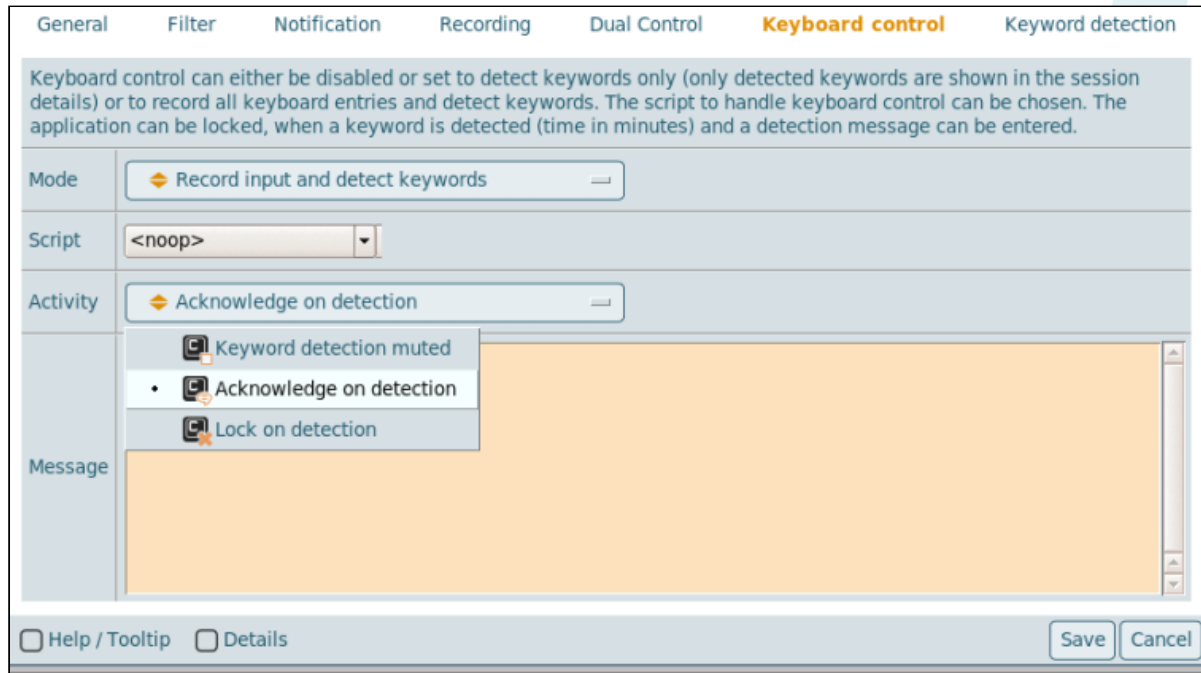 General Filter Notification Recording Dual Control Keyboard control Keyword detection
Keyboard control can either be disabled or set to detect keywords only (only detected keywords are shown in the session
details) or to record all keyboard entries and detect keywords. The script to handle keyboard control can be chosen. The
application can be locked, when a keyword is detected (time in minutes) and a detection message can be entered.
Mode Record input and detect keywords
Script <noop>
Activity Acknowledge on detection
Keyword detection muted
Acknowledge on detection
Lock on detection
Message
Help / Tooltip Details Save Cancel